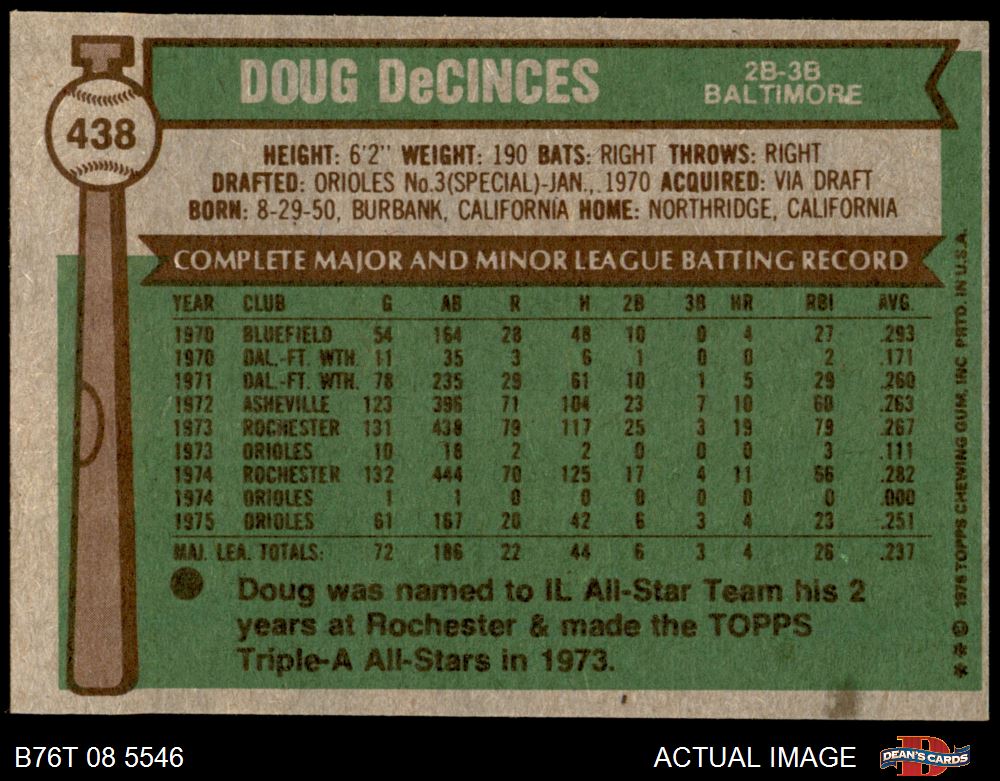 DOUG DeCINCES
2B-3B
BALTIMORE
438
HEIGHT: 6'2" WEIGHT: 190 BATS: RIGHT THROWS: RIGHT
DRAFTED: ORIOLES No.3(SPECIAL)-JAN., 1970 ACQUIRED: VIA DRAFT
BORN: 8-29-50, BURBANK, CALIFORNIA HOME: NORTHRIDGE, CALIFORNIA
COMPLETE MAJOR AND MINOR LEAGUE BATTING RECORD
YEAR CLUB G AB R H 2B 3B HR RBI AVG.
1970 BLUEFIELD 54 164 28 48 10 0 4 27 .293
1970 DAL.-FT. WTH. 11 35 3 6 1 0 0 2 .171
1971 DAL.-FT. WTH. 78 235 29 61 10 1 5 29 .260
1972 ASHEVILLE 123 396 71 104 23 7 10 60 .263
1973 ROCHESTER 131 438 79 117 25 3 19 79 .267
1973 ORIOLES 10 18 2 2 0 0 0 3 .111
1974 ROCHESTER 132 444 70 125 17 4 11 66 .282
1974 ORIOLES 1 1 0 0 0 0 0 0 .000
1975 ORIOLES 61 167 20 42 6 3 4 23 .251
MAJ. LEA. TOTALS: 72 186 22 44 6 3 4 26 .237
Doug was named to IL All-Star Team his 2
years at Rochester & made the TOPPS
Triple-A All-Stars in 1973.
** © 1976 TOPPS CHEWING GUM, INC PRTD. IN U.S.A.
B76T 08 5546
ACTUAL IMAGE
DEAN'S CARDS